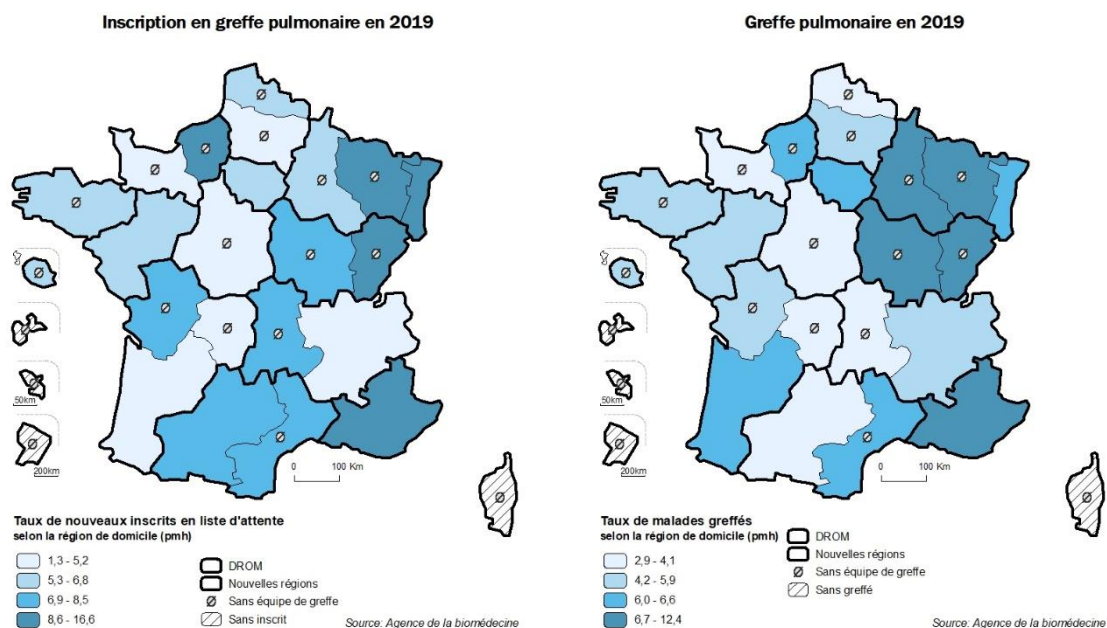 Inscription en greffe pulmonaire en 2019
50km
200km
0 100 Km
Taux de nouveaux inscrits en liste d'attente
selon la région de domicile (pmh)
1,3 - 5,2
5,3 - 6,8
6,9 - 8,5
8,6 - 16,6
DROM
Nouvelles régions
Sans équipe de greffe
Sans inscrit
Source: Agence de la biomédecine
Greffe pulmonaire en 2019
50km
200km
0 100 Km
Taux de malades greffés
selon la région de domicile (pmh)
2,9 - 4,1
4,2 - 5,9
6,0 - 6,6
6,7 - 12,4
DROM
Nouvelles régions
Sans équipe de greffe
Sans greffé
Source: Agence de la biomédecine